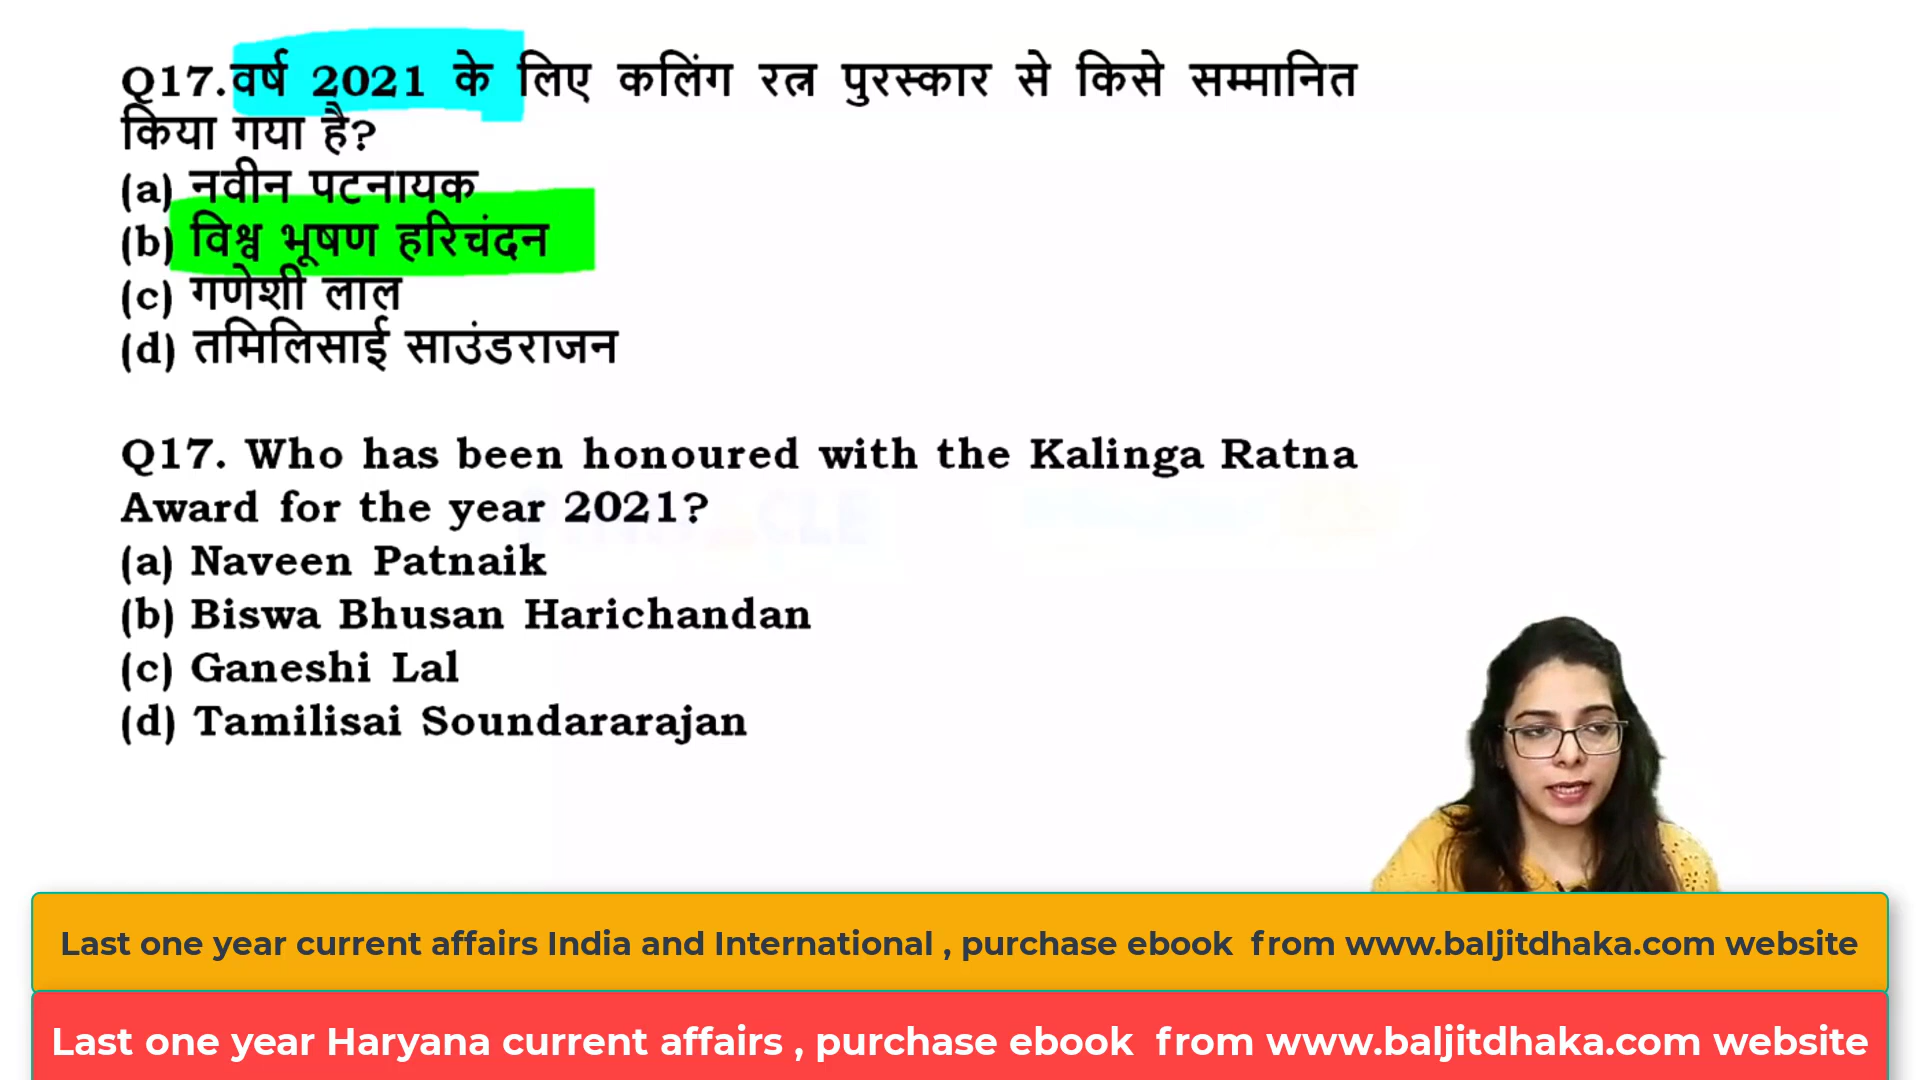 Q17.वर्ष 2021 के लिए कलिंग रत्न पुरस्कार से किसे सम्मानित
किया गया है?
(a) नवीन पटनायक
(b) विश्व भूषण हरिचंदन
(c) गणेशी लाल
(d) तमिलिसाई साउंडराजन
Q17. Who has been honoured with the Kalinga Ratna
Award for the year 2021?
(a) Naveen Patnaik
(b) Biswa Bhusan Harichandan
(c) Ganeshi Lal
(d) Tamilisai Soundararajan
Last one year current affairs India and International , purchase ebook from www.baljitdhaka.com website
Last one year Haryana current affairs , purchase ebook from www.baljitdhaka.com website